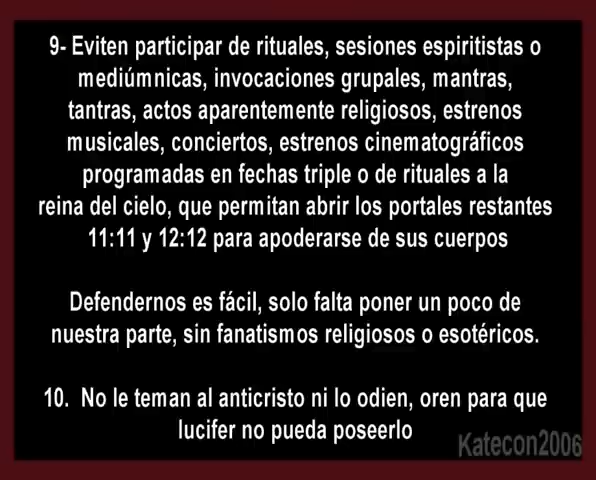 9- Eviten participar de rituales, sesiones espiritistas o
mediúmnicas, invocaciones grupales, mantras,
tantras, actos aparentemente religiosos, estrenos
musicales, conciertos, estrenos cinematográficos
programadas en fechas triple o de rituales a la
reina del cielo, que permitan abrir los portales restantes
11:11 y 12:12 para apoderarse de sus cuerpos
Defendernos es fácil, solo falta poner un poco de
nuestra parte, sin fanatismos religiosos o esotéricos.
10. No le teman al anticristo ni lo odien, oren para que
lucifer no pueda poseerlo
Katecon2006